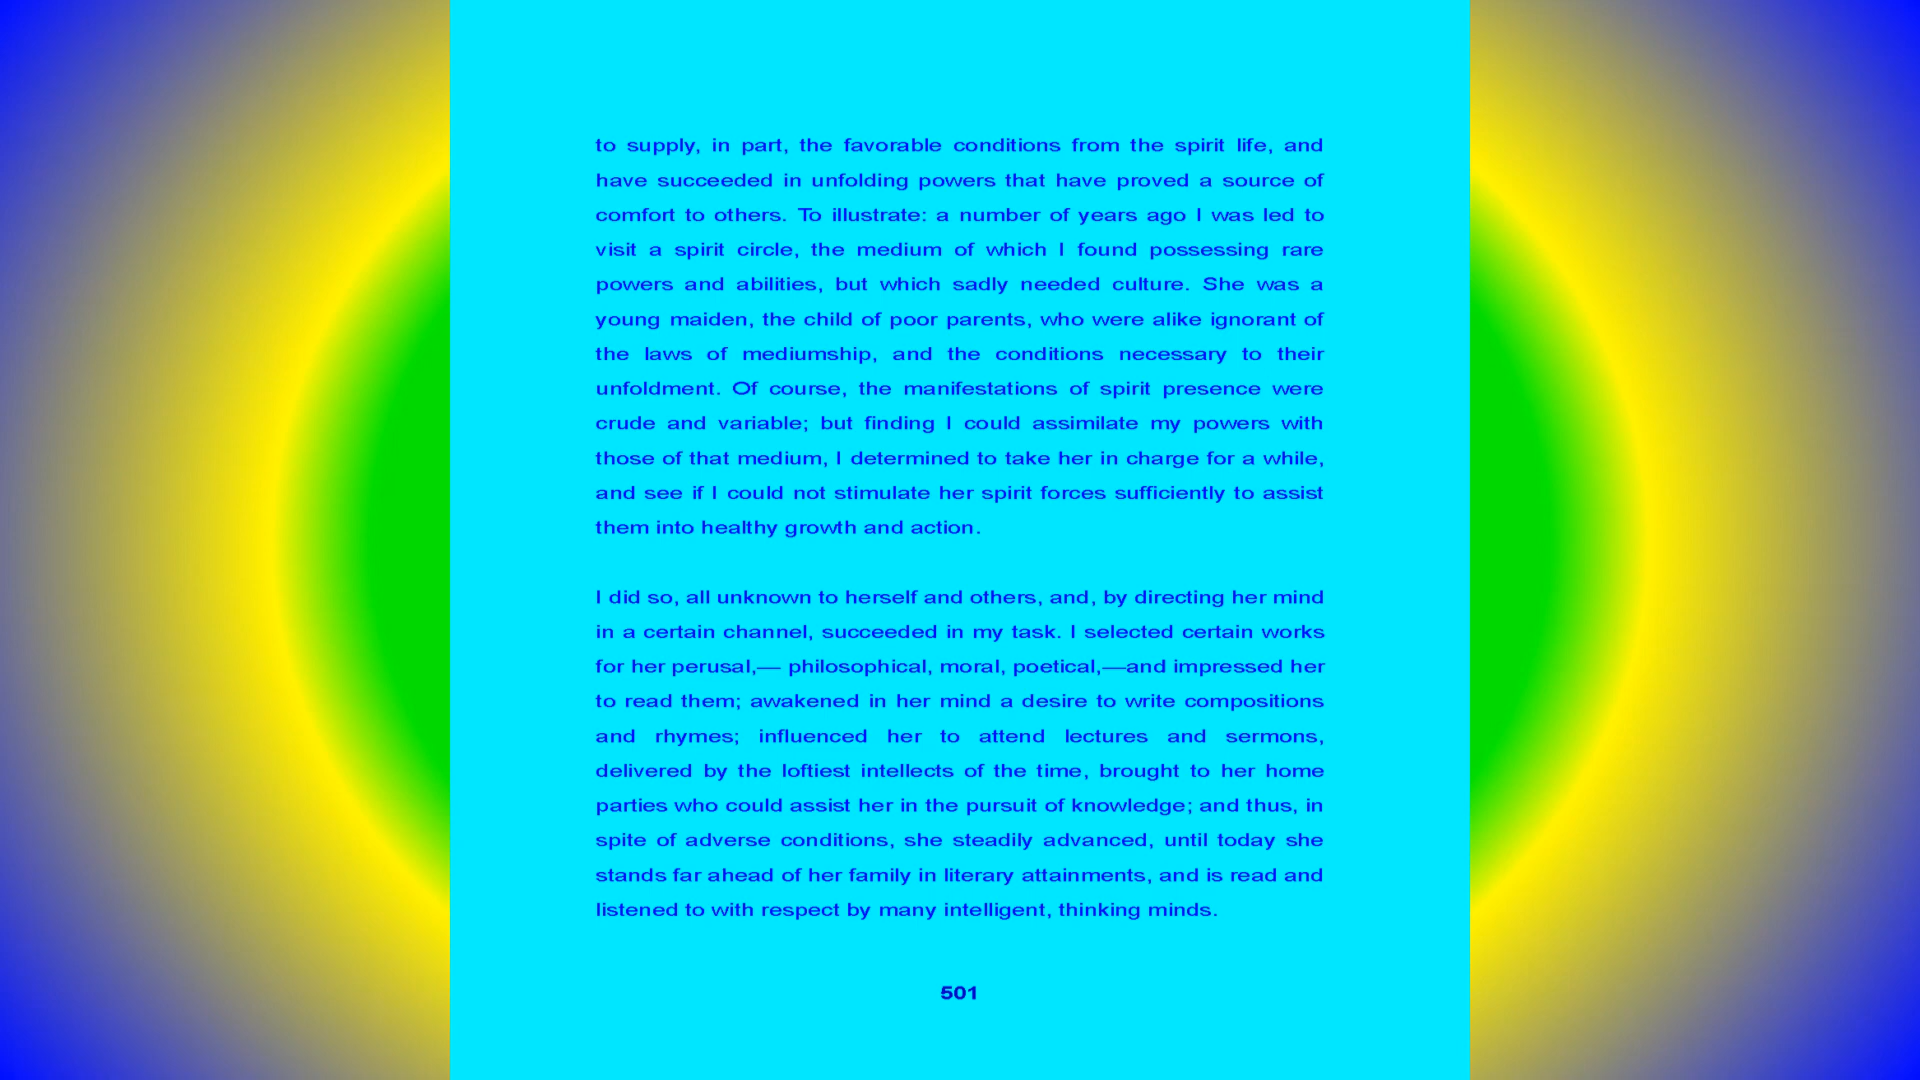 to supply, in part, the favorable conditions from the spirit life, and
have succeeded in unfolding powers that have proved a source of
comfort to others. To illustrate: a number of years ago I was led to
visit a spirit circle, the medium of which I found possessing rare
powers and abilities, but which sadly needed culture. She was a
young maiden, the child of poor parents, who were alike ignorant of
the laws of mediumship, and the conditions necessary to their
unfoldment. Of course, the manifestations of spirit presence were
crude and variable; but finding I could assimilate my powers with
those of that medium, I determined to take her in charge for a while,
and see if I could not stimulate her spirit forces sufficiently to assist
them into healthy growth and action.
I did so, all unknown to herself and others, and, by directing her mind
in a certain channel, succeeded in my task. I selected certain works
for her perusal,— philosophical, moral, poetical,—and impressed her
to read them; awakened in her mind a desire to write compositions
and rhymes; influenced her to attend lectures and sermons,
delivered by the loftiest intellects of the time, brought to her home
parties who could assist her in the pursuit of knowledge; and thus, in
spite of adverse conditions, she steadily advanced, until today she
stands far ahead of her family in literary attainments, and is read and
listened to with respect by many intelligent, thinking minds.
501